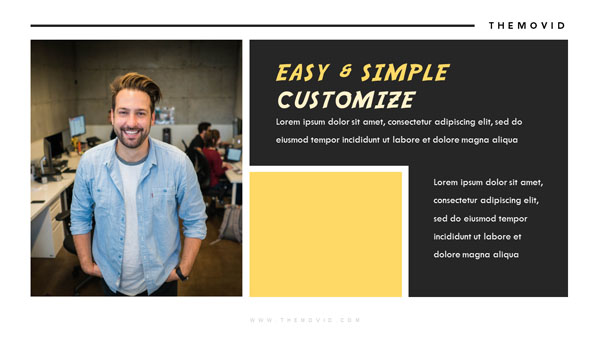 THEMOVID
EASY & SIMPLE
CUSTOMIZE
Lorem ipsum dolor sit amet, consectetur adipiscing elit, sed do
eiusmod tempor incididunt ut labore et dolore magna aliqua
Lorem ipsum dolor sit amet,
consectetur adipiscing elit,
sed do eiusmod tempor
incididunt ut labore et
dolore magna aliqua
WWW.THEMOVID.COM